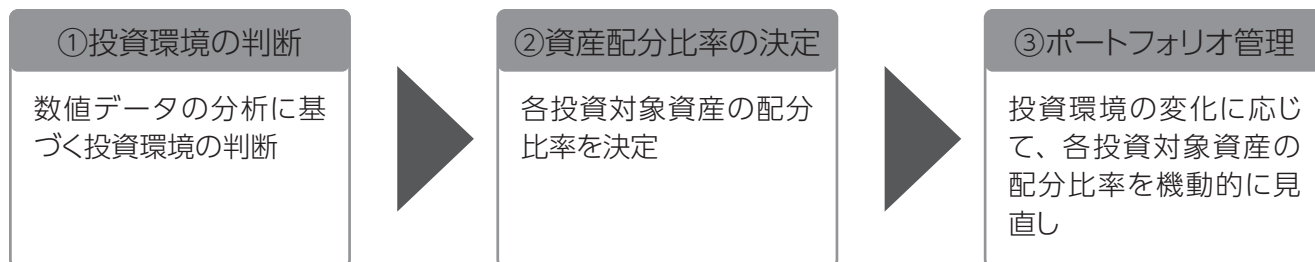 ①投資環境の判断
数値データの分析に基
づく投資環境の判断
②資産配分比率の決定
各投資対象資産の配分
比率を決定
③ポートフォリオ管理
投資環境の変化に応じ
て、各投資対象資産の
配分比率を機動的に見
直し